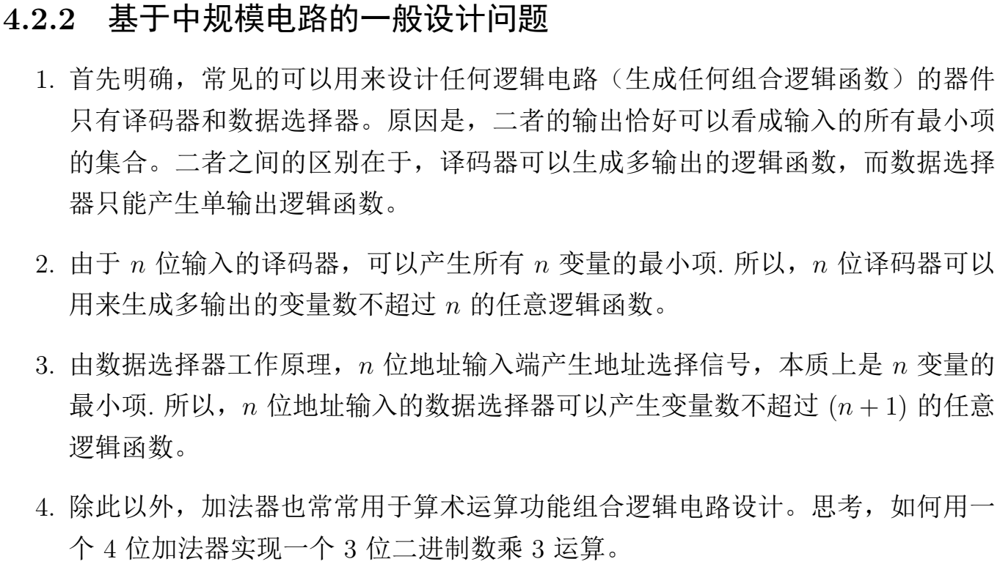 4.2.2 基于中规模电路的一般设计问题
1. 首先明确，常见的可以用来设计任何逻辑电路（生成任何组合逻辑函数）的器件
只有译码器和数据选择器。原因是，二者的输出恰好可以看成输入的所有最小项
的集合。二者之间的区别在于，译码器可以生成多输出的逻辑函数，而数据选择
器只能产生单输出逻辑函数。
2. 由于 n 位输入的译码器，可以产生所有 n 变量的最小项. 所以，n 位译码器可以
用来生成多输出的变量数不超过 n 的任意逻辑函数。
3. 由数据选择器工作原理，n 位地址输入端产生地址选择信号，本质上是 n 变量的
最小项. 所以，n 位地址输入的数据选择器可以产生变量数不超过 (n + 1) 的任意
逻辑函数。
4. 除此以外，加法器也常常用于算术运算功能组合逻辑电路设计。思考，如何用一
个 4 位加法器实现一个 3 位二进制数乘 3 运算。